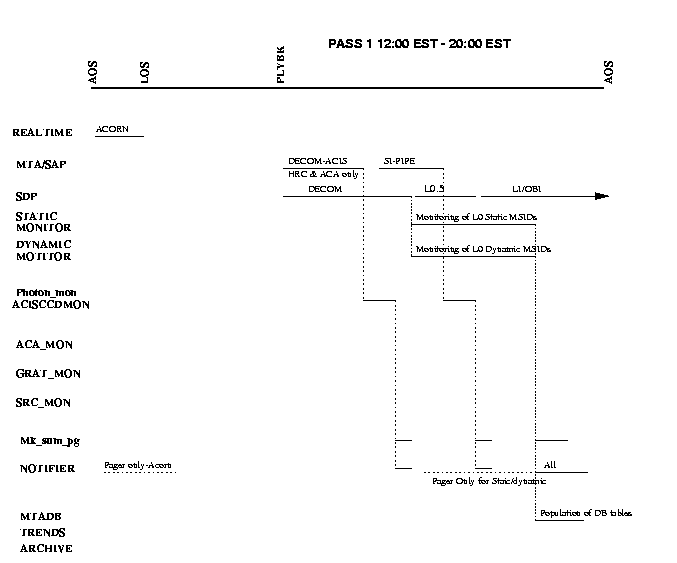 PASS 1 12:00 EST - 20:00 EST
AOS
LOS
PLYBK
AOS
REALTIME
ACORN
MTA/SAP
DECOM-ACIS
SI-PIPE
HRC & ACA only
SDP
DECOM
L0.5
L1/OBI
STATIC
MONITOR
Motitoring of L0 Static MSIDs
DYNAMIC
MOTITOR
Motitoring of L0 Dynamic MSIDs
Photon_mon
ACISCCDMON
ACA_MON
GRAT_MON
SRC_MON
Mk_sum_pg
NOTIFIER
Pager only-Acorn
All
Pager Only for Static/dynamic
MTADB
Population of DB tables
TRENDS
ARCHIVE